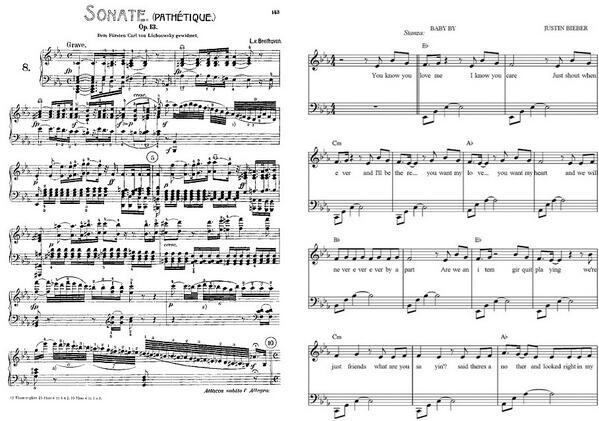 SONATE. (PATHÉTIQUE.)
143
Op. 13.
Dem Fürsten Carl von Lichnowsky gewidmet.
L. v. Beethoven.
Grave.
8.
fp
cresc.
sf
5
cresc.
10
Attacca subito l' Allegro:
BABY BY
JUSTIN BIEBER
Stanza:
E♭
You know you love me I know you care Just shout when
Cm A♭
e ver and I'll be the re... you want my lo ve... you want my heart and we will
B♭ E♭
ne ver e ver e ver by a part Are we an i tem gir quit pla ying we're
Cm A♭
just friends what are you sa yin? said theres a no ther and looked right in my